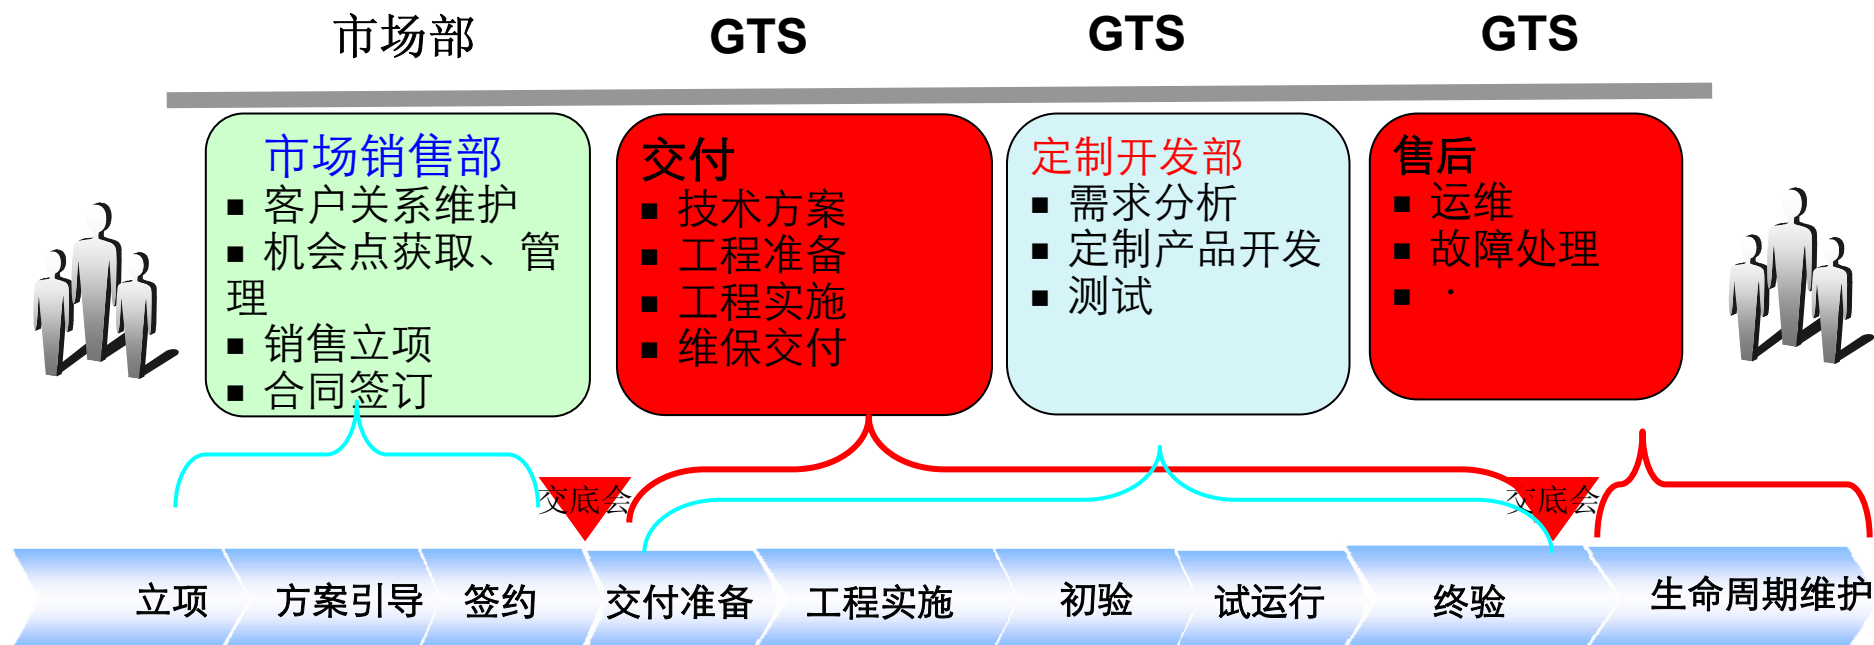 市场部
GTS
GTS
GTS
市场销售部
■ 客户关系维护
■ 机会点获取、管
理
■ 销售立项
■ 合同签订
交付
■ 技术方案
■ 工程准备
■ 工程实施
■ 维保交付
定制开发部
■ 需求分析
■ 定制产品开发
■ 测试
售后
■ 运维
■ 故障处理
■ ·
交底会
交底会
立项
方案引导
签约
交付准备
工程实施
初验
试运行
终验
生命周期维护